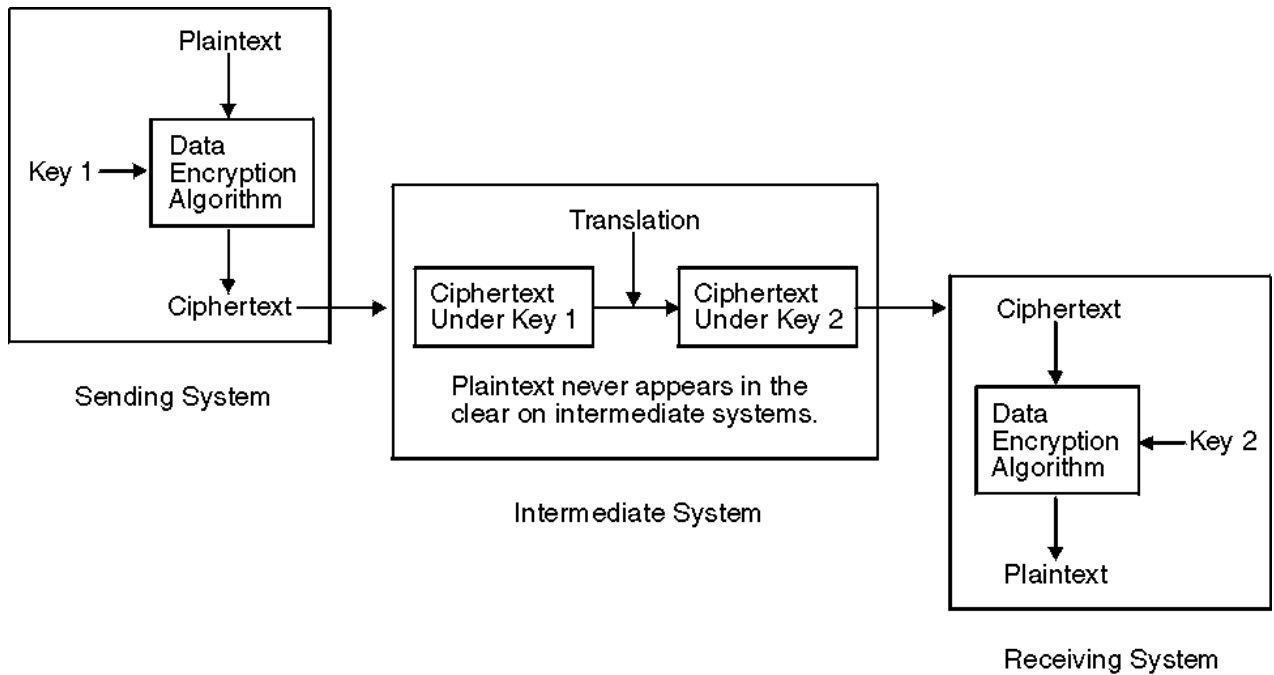 Plaintext
Key 1
Data
Encryption
Algorithm
Ciphertext
Sending System
Translation
Ciphertext
Under Key 1
Ciphertext
Under Key 2
Plaintext never appears in the
clear on intermediate systems.
Intermediate System
Ciphertext
Data
Encryption
Algorithm
Key 2
Plaintext
Receiving System